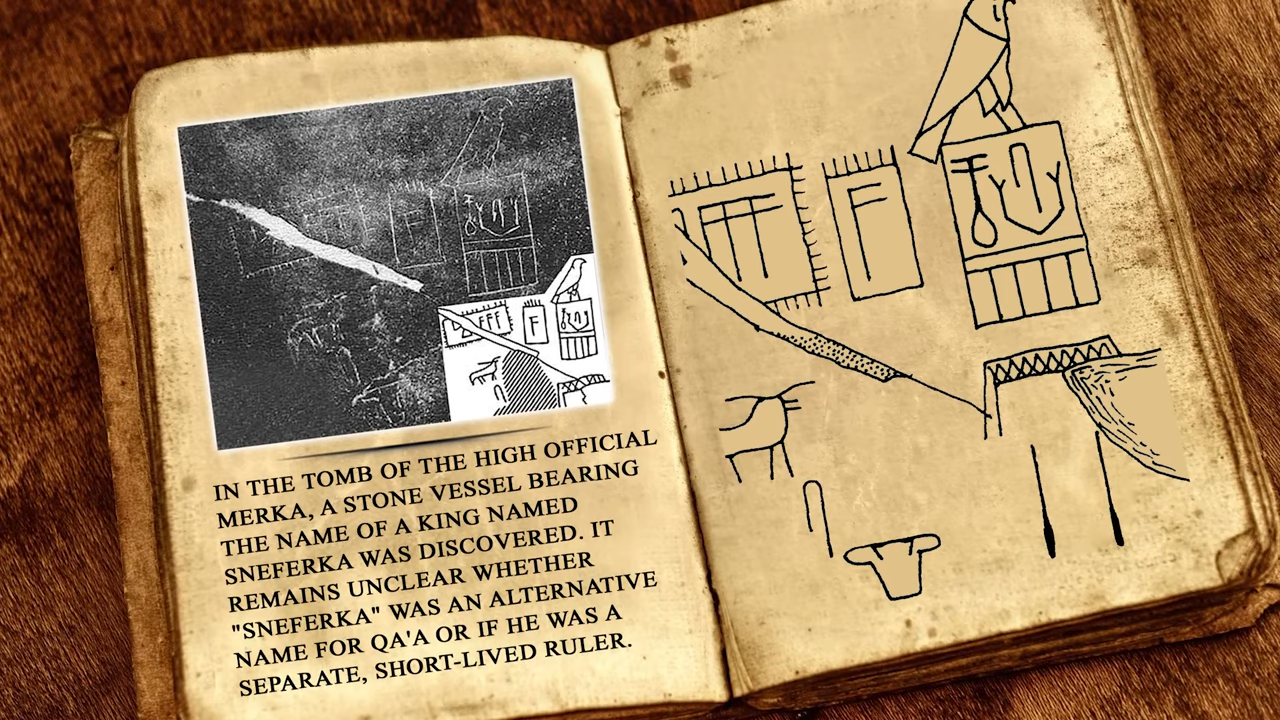 IN THE TOMB OF THE HIGH OFFICIAL
MERKA, A STONE VESSEL BEARING
THE NAME OF A KING NAMED
SNEFERKA WAS DISCOVERED. IT
REMAINS UNCLEAR WHETHER
"SNEFERKA" WAS AN ALTERNATIVE
NAME FOR QA'A OR IF HE WAS A
SEPARATE, SHORT-LIVED RULER.